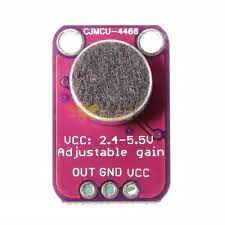 CJMCU-4466
VCC: 2.4-5.5V
Adjustable gain
OUT GND VCC